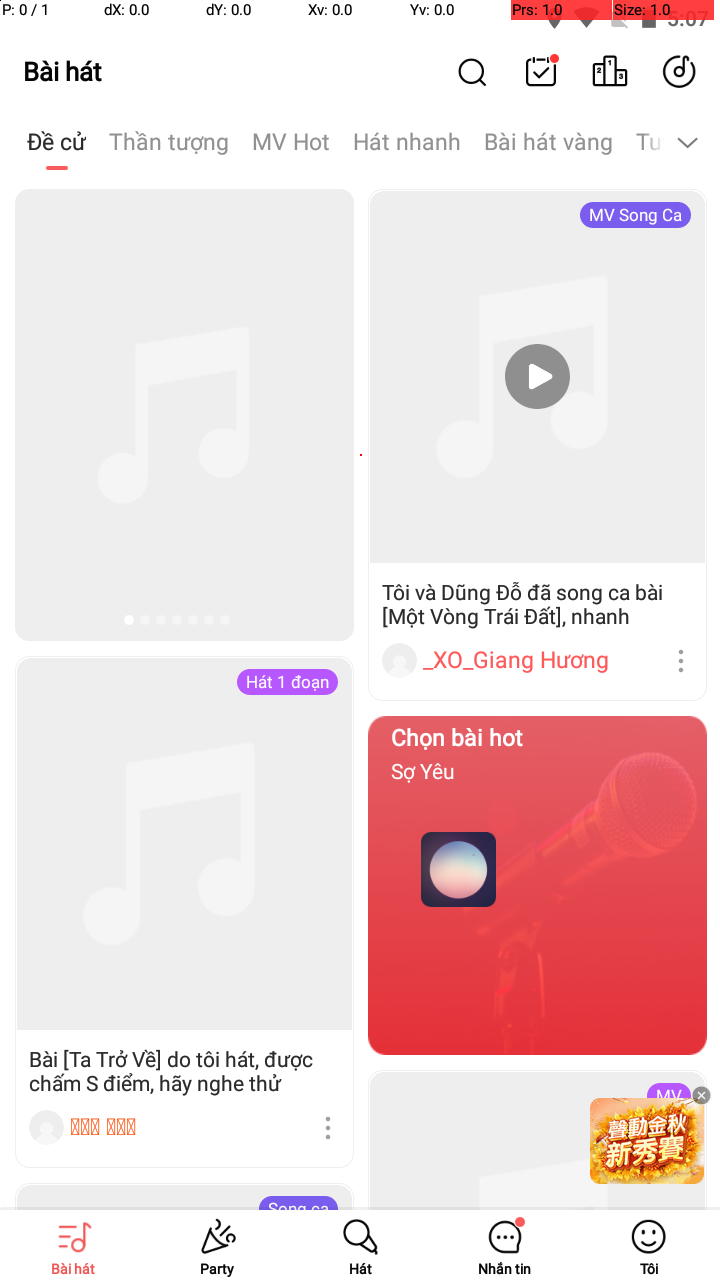 P: 0 / 1 dX: 0.0 dY: 0.0 Xv: 0.0 Yv: 0.0 Prs: 1.0 Size: 1.0
5:07
Bài hát
Đề cử Thần tượng MV Hot Hát nhanh Bài hát vàng
MV Song Ca
Tôi và Dũng Đỗ đã song ca bài
[Một Vòng Trái Đất], nhanh
_XO_Giang Hương
Hát 1 đoạn
Bài [Ta Trở Về] do tôi hát, được
chấm S điểm, hãy nghe thử
Chọn bài hot
Sợ Yêu
MV
聲動金秋
新秀賽
Song ca
Bài hát Party Hát Nhắn tin Tôi